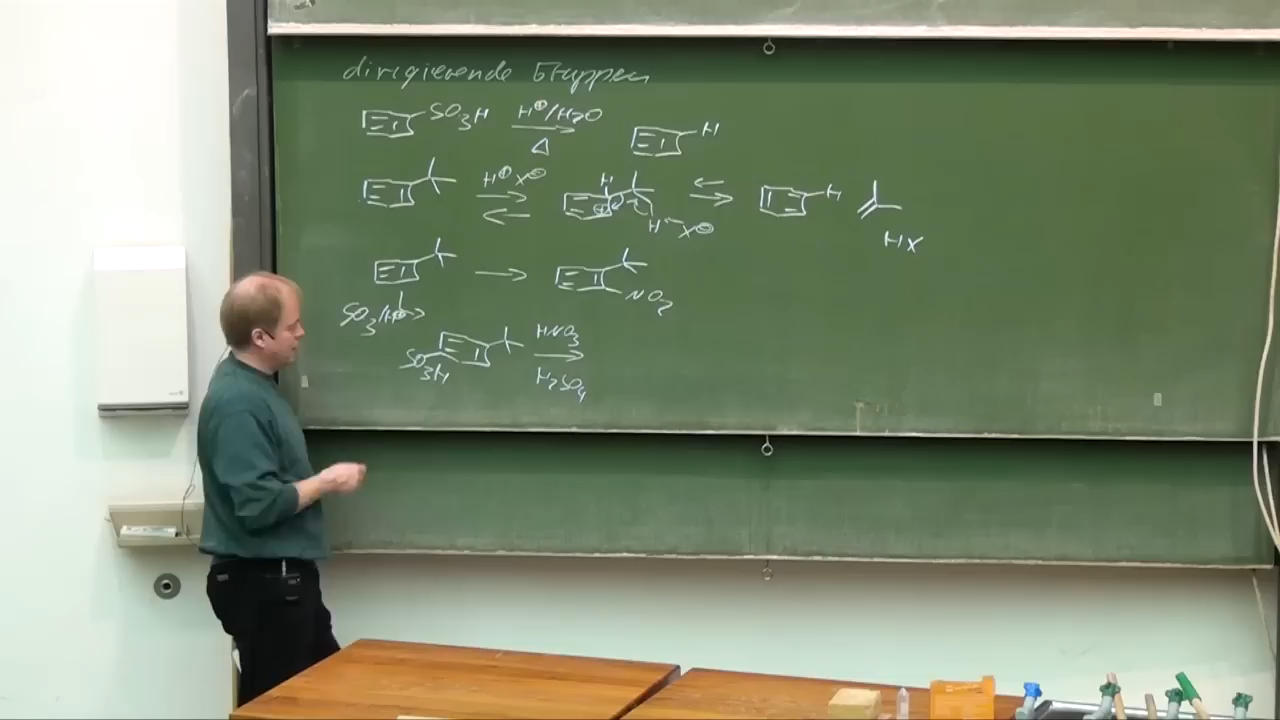 dirigierende Gruppen
SO3H H⊕/H2O H
Δ
H⊕ X⊖ H ⊕ H X⊖ H
HX
NO2
SO3/H⊕
SO3H HNO3
H2SO4